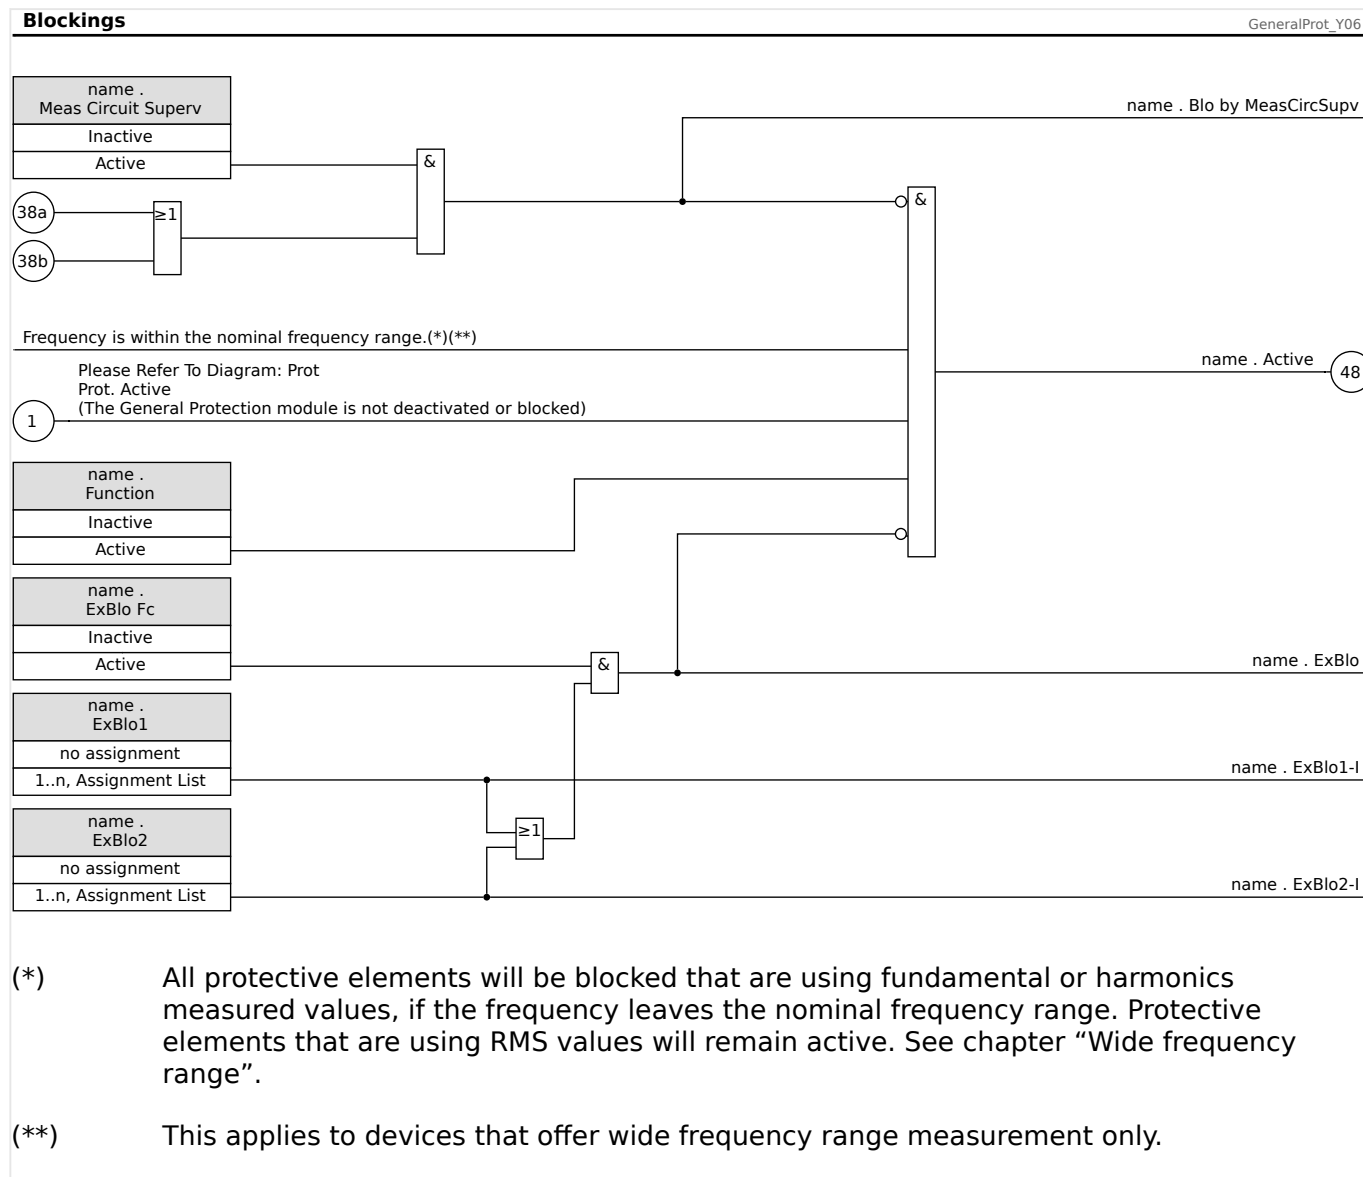 Blockings
GeneralProt_Y06
name .
Meas Circuit Superv
Inactive
Active
name . Blo by MeasCircSupv
&
&
38a
≥1
38b
Frequency is within the nominal frequency range.(*)(**)
Please Refer To Diagram: Prot
Prot. Active
(The General Protection module is not deactivated or blocked)
1
name . Active
48
name .
Function
Inactive
Active
name .
ExBlo Fc
Inactive
Active
&
name . ExBlo
name .
ExBlo1
no assignment
1..n, Assignment List
name . ExBlo1-I
name .
ExBlo2
no assignment
1..n, Assignment List
≥1
name . ExBlo2-I
(*) All protective elements will be blocked that are using fundamental or harmonics
measured values, if the frequency leaves the nominal frequency range. Protective
elements that are using RMS values will remain active. See chapter “Wide frequency
range”.
(**) This applies to devices that offer wide frequency range measurement only.